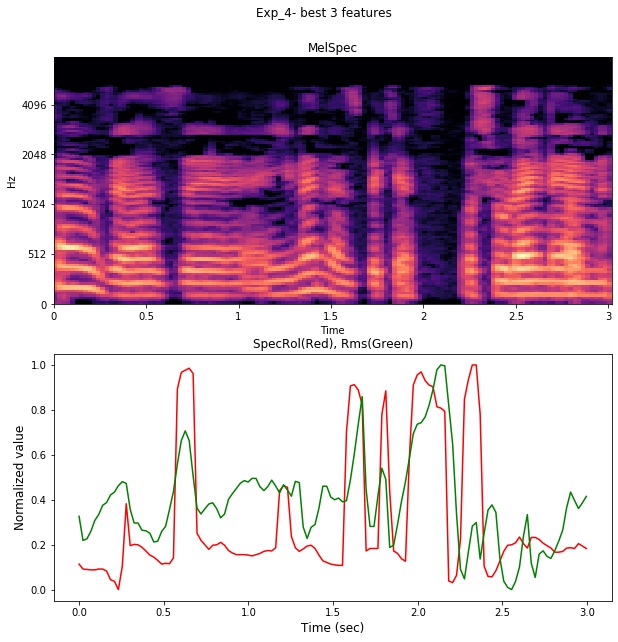 Exp_4- best 3 features
MelSpec
4096
2048
1024
512
0
Hz
0 0.5 1 1.5 2 2.5 3
Time
SpecRol(Red), Rms(Green)
1.0
0.8
0.6
0.4
0.2
0.0
Normalized value
0.0 0.5 1.0 1.5 2.0 2.5 3.0
Time (sec)